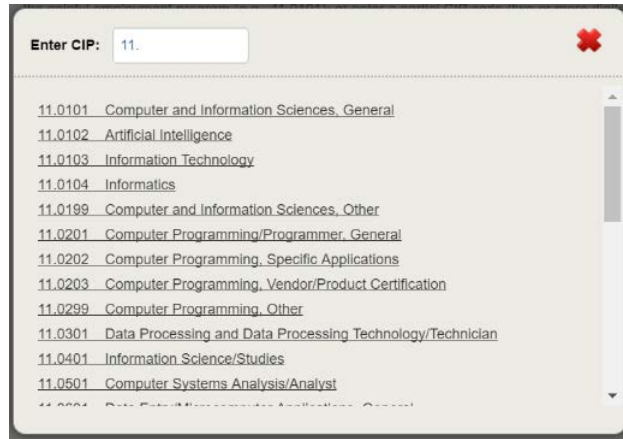 Enter CIP: 11.
11.0101 Computer and Information Sciences, General
11.0102 Artificial Intelligence
11.0103 Information Technology
11.0104 Informatics
11.0199 Computer and Information Sciences, Other
11.0201 Computer Programming/Programmer, General
11.0202 Computer Programming, Specific Applications
11.0203 Computer Programming, Vendor/Product Certification
11.0299 Computer Programming, Other
11.0301 Data Processing and Data Processing Technology/Technician
11.0401 Information Science/Studies
11.0501 Computer Systems Analysis/Analyst